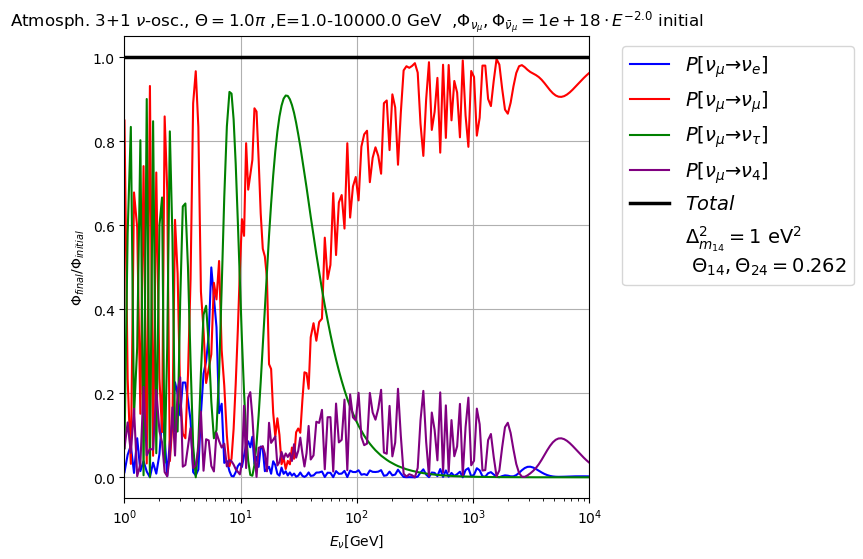 Atmosph. 3+1 ν-osc., Θ = 1.0π ,E=1.0-10000.0 GeV ,Φ_{ν_μ}, Φ_{ν̄_μ} = 1e + 18 · E^{−2.0} initial
Φ_{final}/Φ_{initial}
1.0
0.8
0.6
0.4
0.2
0.0
10^0
10^1
10^2
10^3
10^4
E_ν[GeV]
P[ν_μ→ν_e]
P[ν_μ→ν_μ]
P[ν_μ→ν_τ]
P[ν_μ→ν_4]
Total
Δ^2_{m_{14}} = 1 eV^2
Θ_{14}, Θ_{24} = 0.262